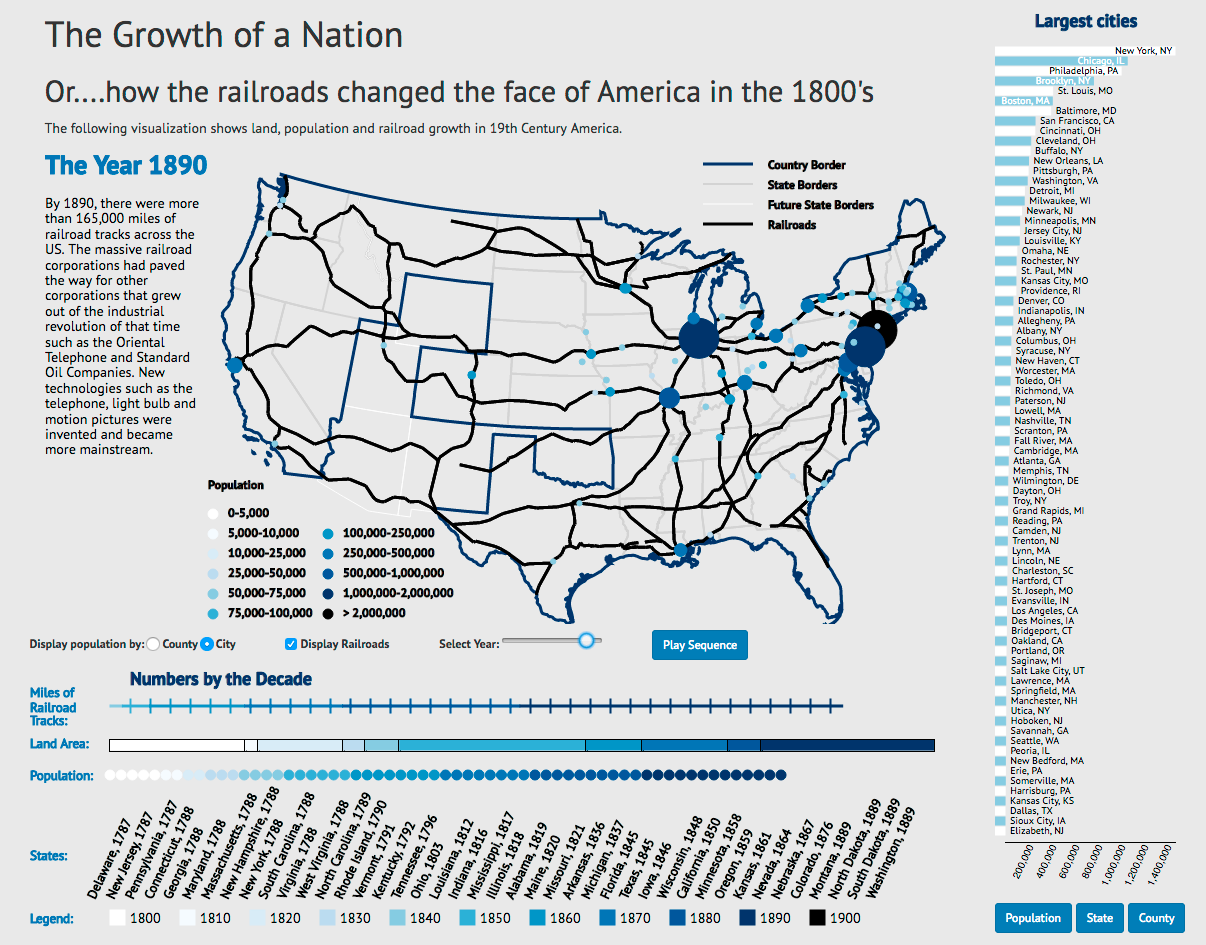 The Growth of a Nation
Or....how the railroads changed the face of America in the 1800's
The following visualization shows land, population and railroad growth in 19th Century America.
The Year 1890
By 1890, there were more
than 165,000 miles of
railroad tracks across the
US. The massive railroad
corporations had paved
the way for other
corporations that grew
out of the industrial
revolution of that time
such as the Oriental
Telephone and Standard
Oil Companies. New
technologies such as the
telephone, light bulb and
motion pictures were
invented and became
more mainstream.
Country Border
State Borders
Future State Borders
Railroads
Population
0-5,000
5,000-10,000
10,000-25,000
25,000-50,000
50,000-75,000
75,000-100,000
100,000-250,000
250,000-500,000
500,000-1,000,000
1,000,000-2,000,000
> 2,000,000
Display population by: County City
Display Railroads
Select Year:
Play Sequence
Numbers by the Decade
Miles of
Railroad
Tracks:
Land Area:
Population:
States:
Delaware, 1787
New Jersey, 1787
Pennsylvania, 1787
Connecticut, 1788
Georgia, 1788
Maryland, 1788
Massachusetts, 1788
New Hampshire, 1788
New York, 1788
South Carolina, 1788
Virginia, 1788
West Virginia, 1788
North Carolina, 1789
Rhode Island, 1790
Vermont, 1791
Kentucky, 1792
Tennessee, 1796
Ohio, 1803
Louisiana, 1812
Indiana, 1816
Mississippi, 1817
Illinois, 1818
Alabama, 1819
Maine, 1820
Missouri, 1821
Arkansas, 1836
Michigan, 1837
Florida, 1845
Texas, 1845
Iowa, 1846
Wisconsin, 1848
California, 1850
Minnesota, 1858
Oregon, 1859
Kansas, 1861
Nevada, 1864
Nebraska, 1867
Colorado, 1876
Montana, 1889
North Dakota, 1889
South Dakota, 1889
Washington, 1889
Legend: 1800 1810 1820 1830 1840 1850 1860 1870 1880 1890 1900
Largest cities
New York, NY
Chicago, IL
Philadelphia, PA
Brooklyn, NY
St. Louis, MO
Boston, MA
Baltimore, MD
San Francisco, CA
Cincinnati, OH
Cleveland, OH
Buffalo, NY
New Orleans, LA
Pittsburgh, PA
Washington, VA
Detroit, MI
Milwaukee, WI
Newark, NJ
Minneapolis, MN
Jersey City, NJ
Louisville, KY
Omaha, NE
Rochester, NY
St. Paul, MN
Kansas City, MO
Providence, RI
Denver, CO
Indianapolis, IN
Allegheny, PA
Albany, NY
Columbus, OH
Syracuse, NY
New Haven, CT
Worcester, MA
Toledo, OH
Richmond, VA
Paterson, NJ
Lowell, MA
Nashville, TN
Scranton, PA
Fall River, MA
Cambridge, MA
Atlanta, GA
Memphis, TN
Wilmington, DE
Dayton, OH
Troy, NY
Grand Rapids, MI
Reading, PA
Camden, NJ
Trenton, NJ
Lynn, MA
Lincoln, NE
Charleston, SC
Hartford, CT
St. Joseph, MO
Evansville, IN
Los Angeles, CA
Des Moines, IA
Bridgeport, CT
Oakland, CA
Portland, OR
Saginaw, MI
Salt Lake City, UT
Lawrence, MA
Springfield, MA
Manchester, NH
Utica, NY
Hoboken, NJ
Savannah, GA
Seattle, WA
Peoria, IL
New Bedford, MA
Erie, PA
Somerville, MA
Harrisburg, PA
Kansas City, KS
Dallas, TX
Sioux City, IA
Elizabeth, NJ
200,000
400,000
600,000
800,000
1,000,000
1,200,000
1,400,000
Population
State
County